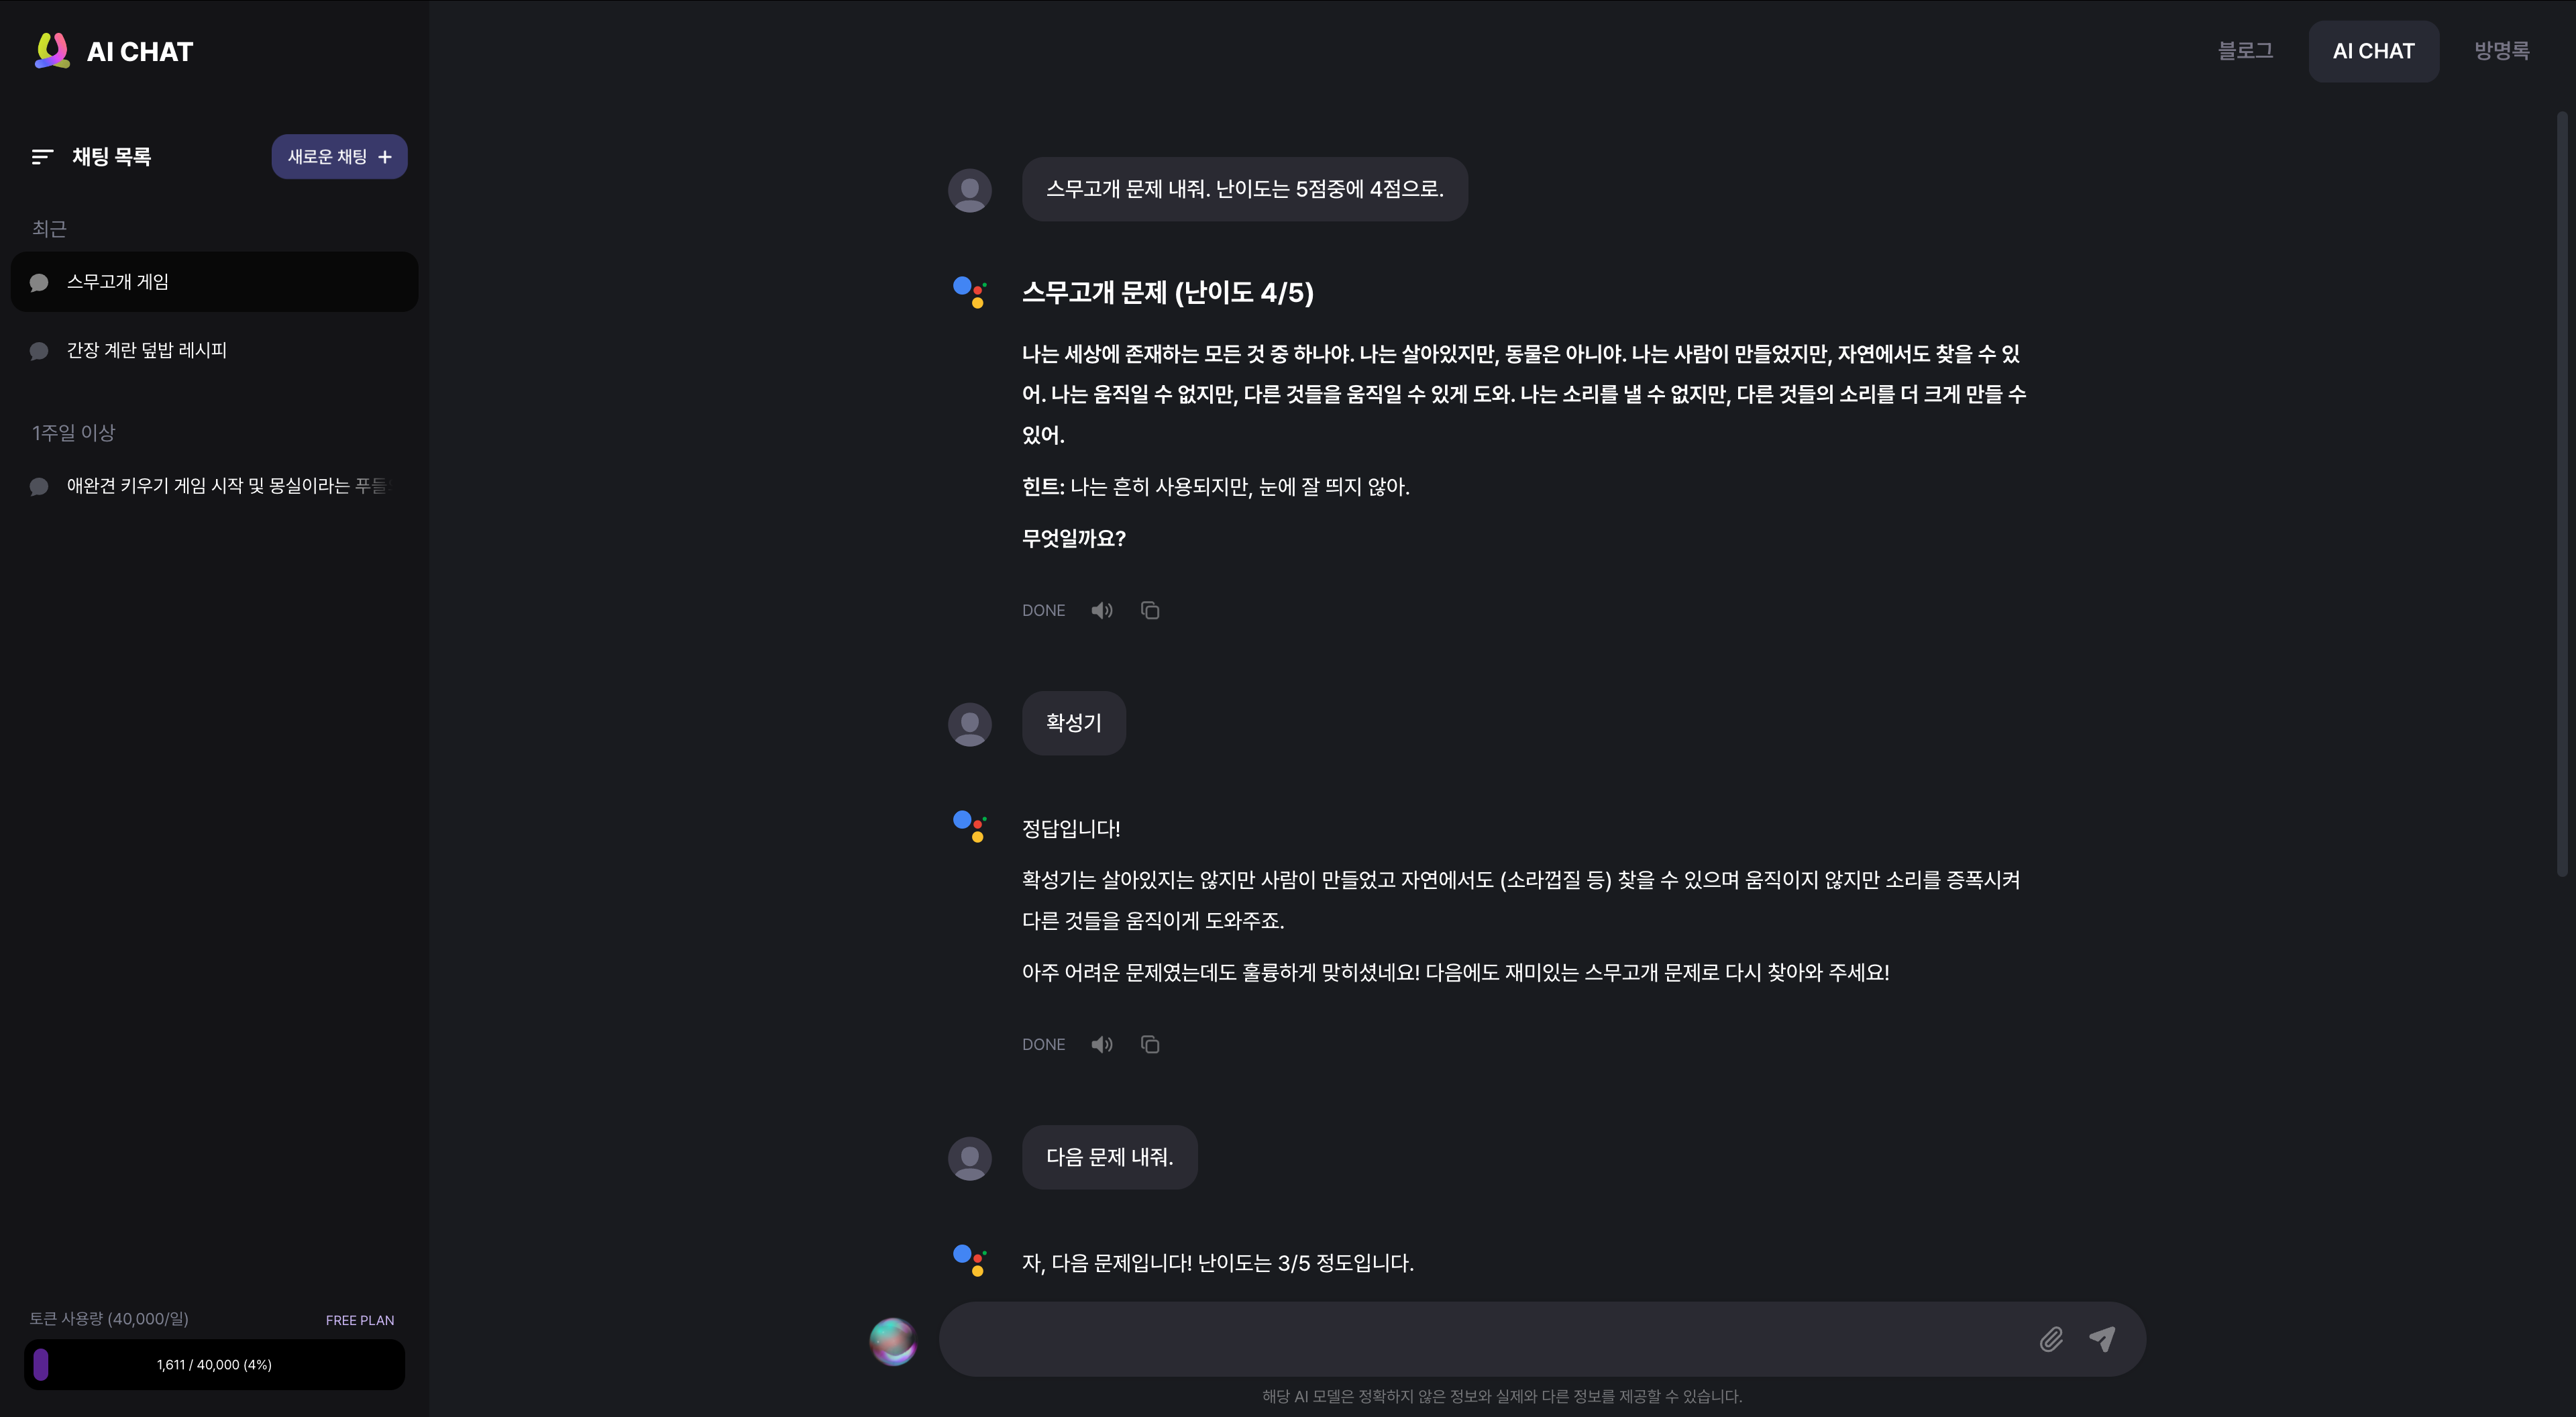 AI CHAT
블로그
AI CHAT
방명록
채팅 목록
새로운 채팅 +
최근
스무고개 게임
간장 계란 덮밥 레시피
1주일 이상
애완견 키우기 게임 시작 및 몽실이라는 푸들
토큰 사용량 (40,000/일)
FREE PLAN
1,611 / 40,000 (4%)
스무고개 문제 내줘. 난이도는 5점중에 4점으로.
스무고개 문제 (난이도 4/5)
나는 세상에 존재하는 모든 것 중 하나야. 나는 살아있지만, 동물은 아니야. 나는 사람이 만들었지만, 자연에서도 찾을 수 있
어. 나는 움직일 수 없지만, 다른 것들을 움직일 수 있게 도와. 나는 소리를 낼 수 없지만, 다른 것들의 소리를 더 크게 만들 수
있어.
힌트: 나는 흔히 사용되지만, 눈에 잘 띄지 않아.
무엇일까요?
DONE
확성기
정답입니다!
확성기는 살아있지는 않지만 사람이 만들었고 자연에서도 (소라껍질 등) 찾을 수 있으며 움직이지 않지만 소리를 증폭시켜
다른 것들을 움직이게 도와주죠.
아주 어려운 문제였는데도 훌륭하게 맞히셨네요! 다음에도 재미있는 스무고개 문제로 다시 찾아와 주세요!
DONE
다음 문제 내줘.
자, 다음 문제입니다! 난이도는 3/5 정도입니다.
해당 AI 모델은 정확하지 않은 정보와 실제와 다른 정보를 제공할 수 있습니다.